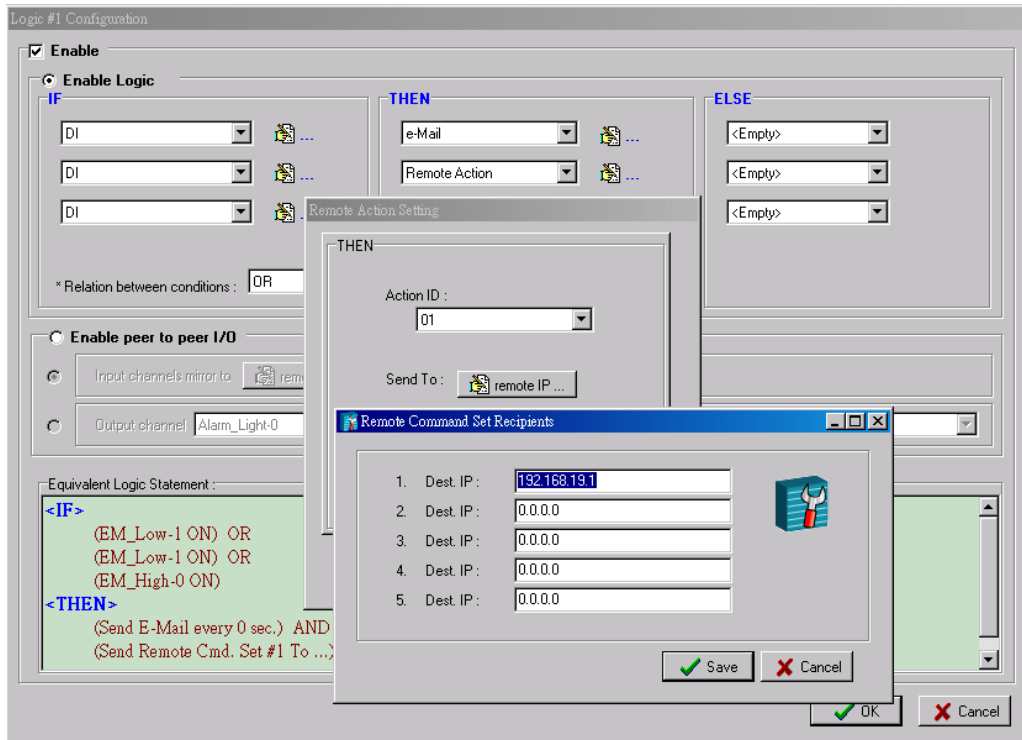 Logic #1 Configuration
Enable
Enable Logic
IF
THEN
ELSE
DI
...
e-Mail
...
<Empty>
DI
...
Remote Action
...
<Empty>
DI
<Empty>
* Relation between conditions :
OR
Remote Action Setting
THEN
Action ID :
01
Send To :
remote IP ...
Enable peer to peer I/O
Input channels mirror to
Output channel
Alarm_Light-0
Equivalent Logic Statement :
<IF>
(EM_Low-1 ON) OR
(EM_Low-1 ON) OR
(EM_High-0 ON)
<THEN>
(Send E-Mail every 0 sec.) AND
(Send Remote Cmd. Set #1 To ...)
Remote Command Set Recipients
1. Dest. IP : 192.168.19.1
2. Dest. IP : 0.0.0.0
3. Dest. IP : 0.0.0.0
4. Dest. IP : 0.0.0.0
5. Dest. IP : 0.0.0.0
Save
Cancel
OK
Cancel